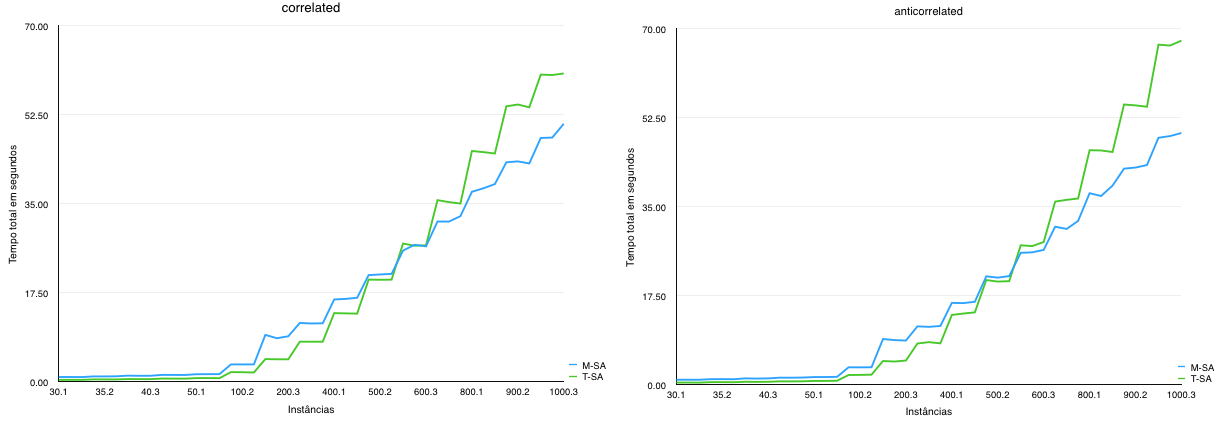 correlated
70.00
52.50
35.00
17.50
0.00
Tempo total em segundos
30.1 35.2 40.3 50.1 100.2 200.3 400.1 500.2 600.3 800.1 900.2 1000.3
Instâncias
M-SA
T-SA
anticorrelated
70.00
52.50
35.00
17.50
0.00
Tempo total em segundos
30.1 35.2 40.3 50.1 100.2 200.3 400.1 500.2 600.3 800.1 900.2 1000.3
Instâncias
M-SA
T-SA